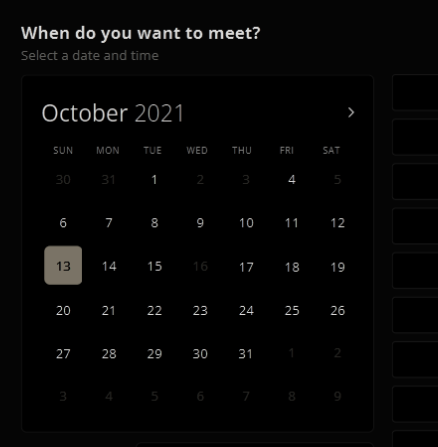 When do you want to meet?
Select a date and time
October 2021
SUN MON TUE WED THU FRI SAT
30 31 1 2 3 4 5
6 7 8 9 10 11 12
13 14 15 16 17 18 19
20 21 22 23 24 25 26
27 28 29 30 31 1 2
3 4 5 6 7 8 9